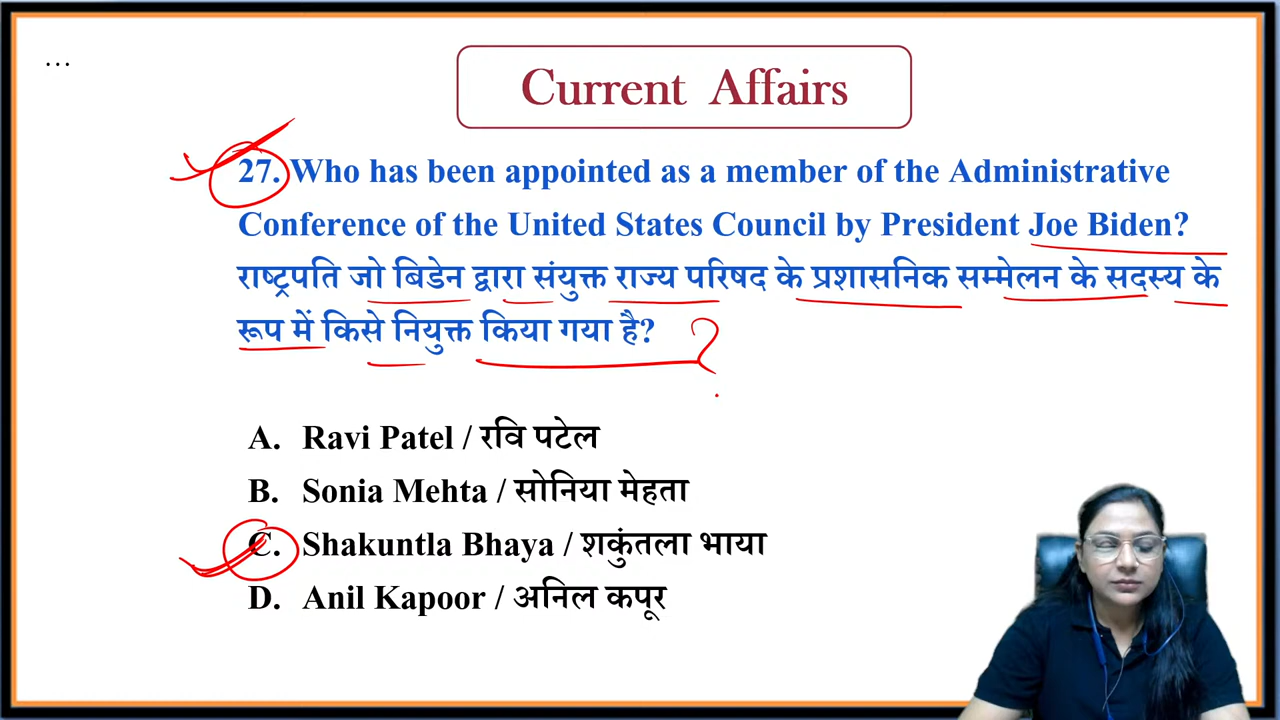 ...
Current Affairs
27. Who has been appointed as a member of the Administrative
Conference of the United States Council by President Joe Biden?
राष्ट्रपति जो बिडेन द्वारा संयुक्त राज्य परिषद के प्रशासनिक सम्मेलन के सदस्य के
रूप में किसे नियुक्त किया गया है?
?
A. Ravi Patel / रवि पटेल
B. Sonia Mehta / सोनिया मेहता
C. Shakuntla Bhaya / शकुंतला भाया
D. Anil Kapoor / अनिल कपूर